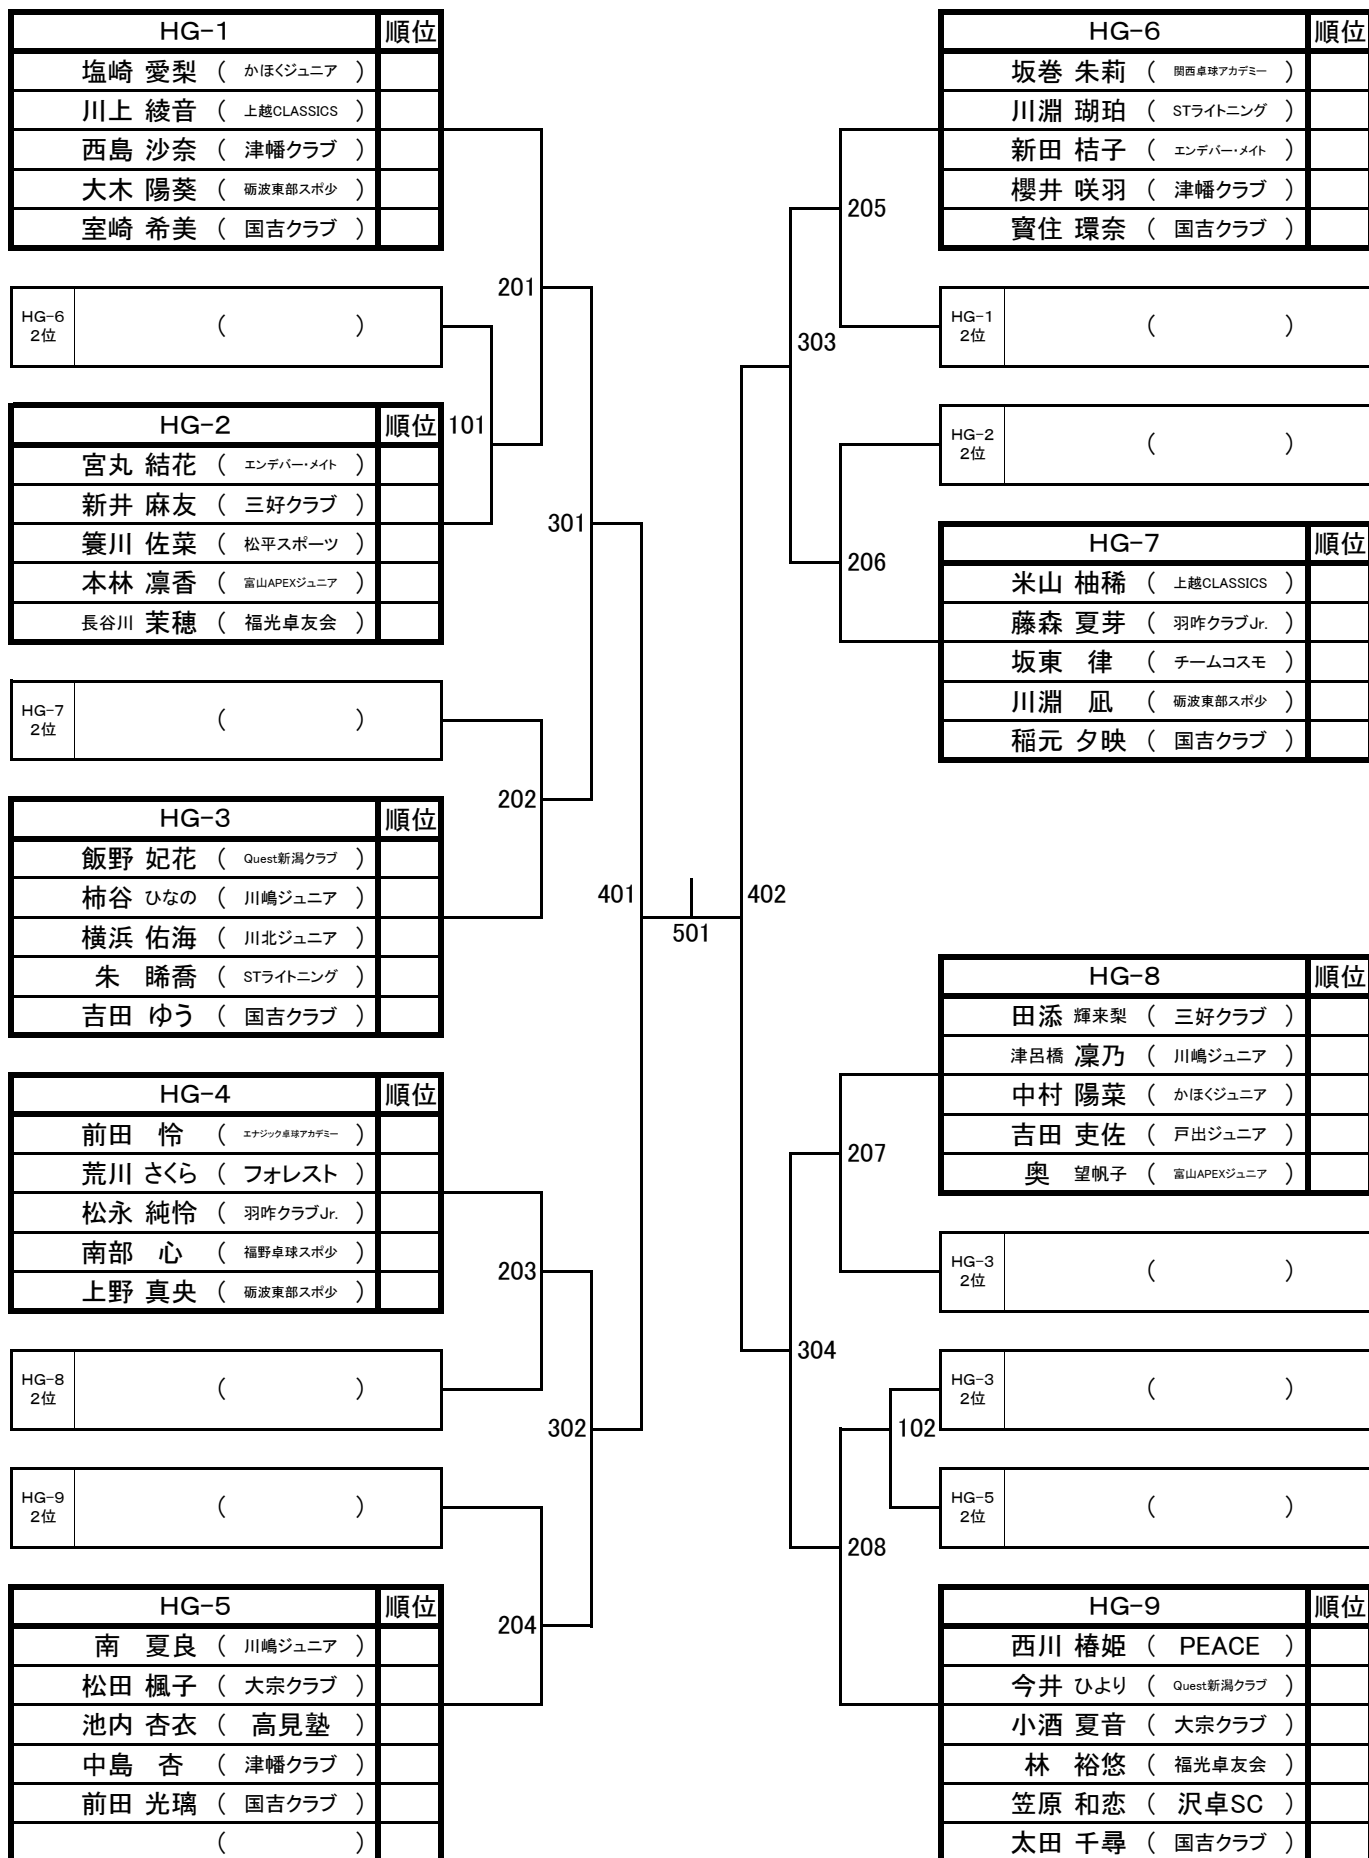 HG-1 順位
塩崎 愛梨 ( かほくジュニア )
川上 綾音 ( 上越CLASSICS )
西島 沙奈 ( 津幡クラブ )
大木 陽葵 ( 砺波東部スポ少 )
室崎 希美 ( 国吉クラブ )
201
HG-6
2位 ( )
101
HG-2 順位
宮丸 結花 ( エンデバー・メイト )
新井 麻友 ( 三好クラブ )
簑川 佐菜 ( 松平スポーツ )
本林 凛香 ( 富山APEXジュニア )
長谷川 茉穂 ( 福光卓友会 )
301
HG-7
2位 ( )
202
HG-3 順位
飯野 妃花 ( Quest新潟クラブ )
柿谷 ひなの ( 川嶋ジュニア )
横浜 佑海 ( 川北ジュニア )
朱 睎喬 ( STライトニング )
吉田 ゆう ( 国吉クラブ )
401
501
402
HG-4 順位
前田 怜 ( エナジック卓球アカデミー )
荒川 さくら ( フォレスト )
松永 純怜 ( 羽咋クラブJr. )
南部 心 ( 福野卓球スポ少 )
上野 真央 ( 砺波東部スポ少 )
203
HG-8
2位 ( )
302
HG-9
2位 ( )
204
HG-5 順位
南 夏良 ( 川嶋ジュニア )
松田 楓子 ( 大宗クラブ )
池内 杏衣 ( 高見塾 )
中島 杏 ( 津幡クラブ )
前田 光璃 ( 国吉クラブ )
( )
HG-6 順位
坂巻 朱莉 ( 関西卓球アカデミー )
川淵 瑚珀 ( STライトニング )
新田 桔子 ( エンデバー・メイト )
櫻井 咲羽 ( 津幡クラブ )
寳住 環奈 ( 国吉クラブ )
205
HG-1
2位 ( )
303
HG-2
2位 ( )
206
HG-7 順位
米山 柚稀 ( 上越CLASSICS )
藤森 夏芽 ( 羽咋クラブJr. )
坂東 律 ( チームコスモ )
川淵 凪 ( 砺波東部スポ少 )
稲元 夕映 ( 国吉クラブ )
HG-8 順位
田添 輝来梨 ( 三好クラブ )
津呂橋 凜乃 ( 川嶋ジュニア )
中村 陽菜 ( かほくジュニア )
吉田 吏佐 ( 戸出ジュニア )
奥 望帆子 ( 富山APEXジュニア )
207
HG-3
2位 ( )
304
HG-3
2位 ( )
102
HG-5
2位 ( )
208
HG-9 順位
西川 椿姫 ( PEACE )
今井 ひより ( Quest新潟クラブ )
小酒 夏音 ( 大宗クラブ )
林 裕悠 ( 福光卓友会 )
笠原 和恋 ( 沢卓SC )
太田 千尋 ( 国吉クラブ )